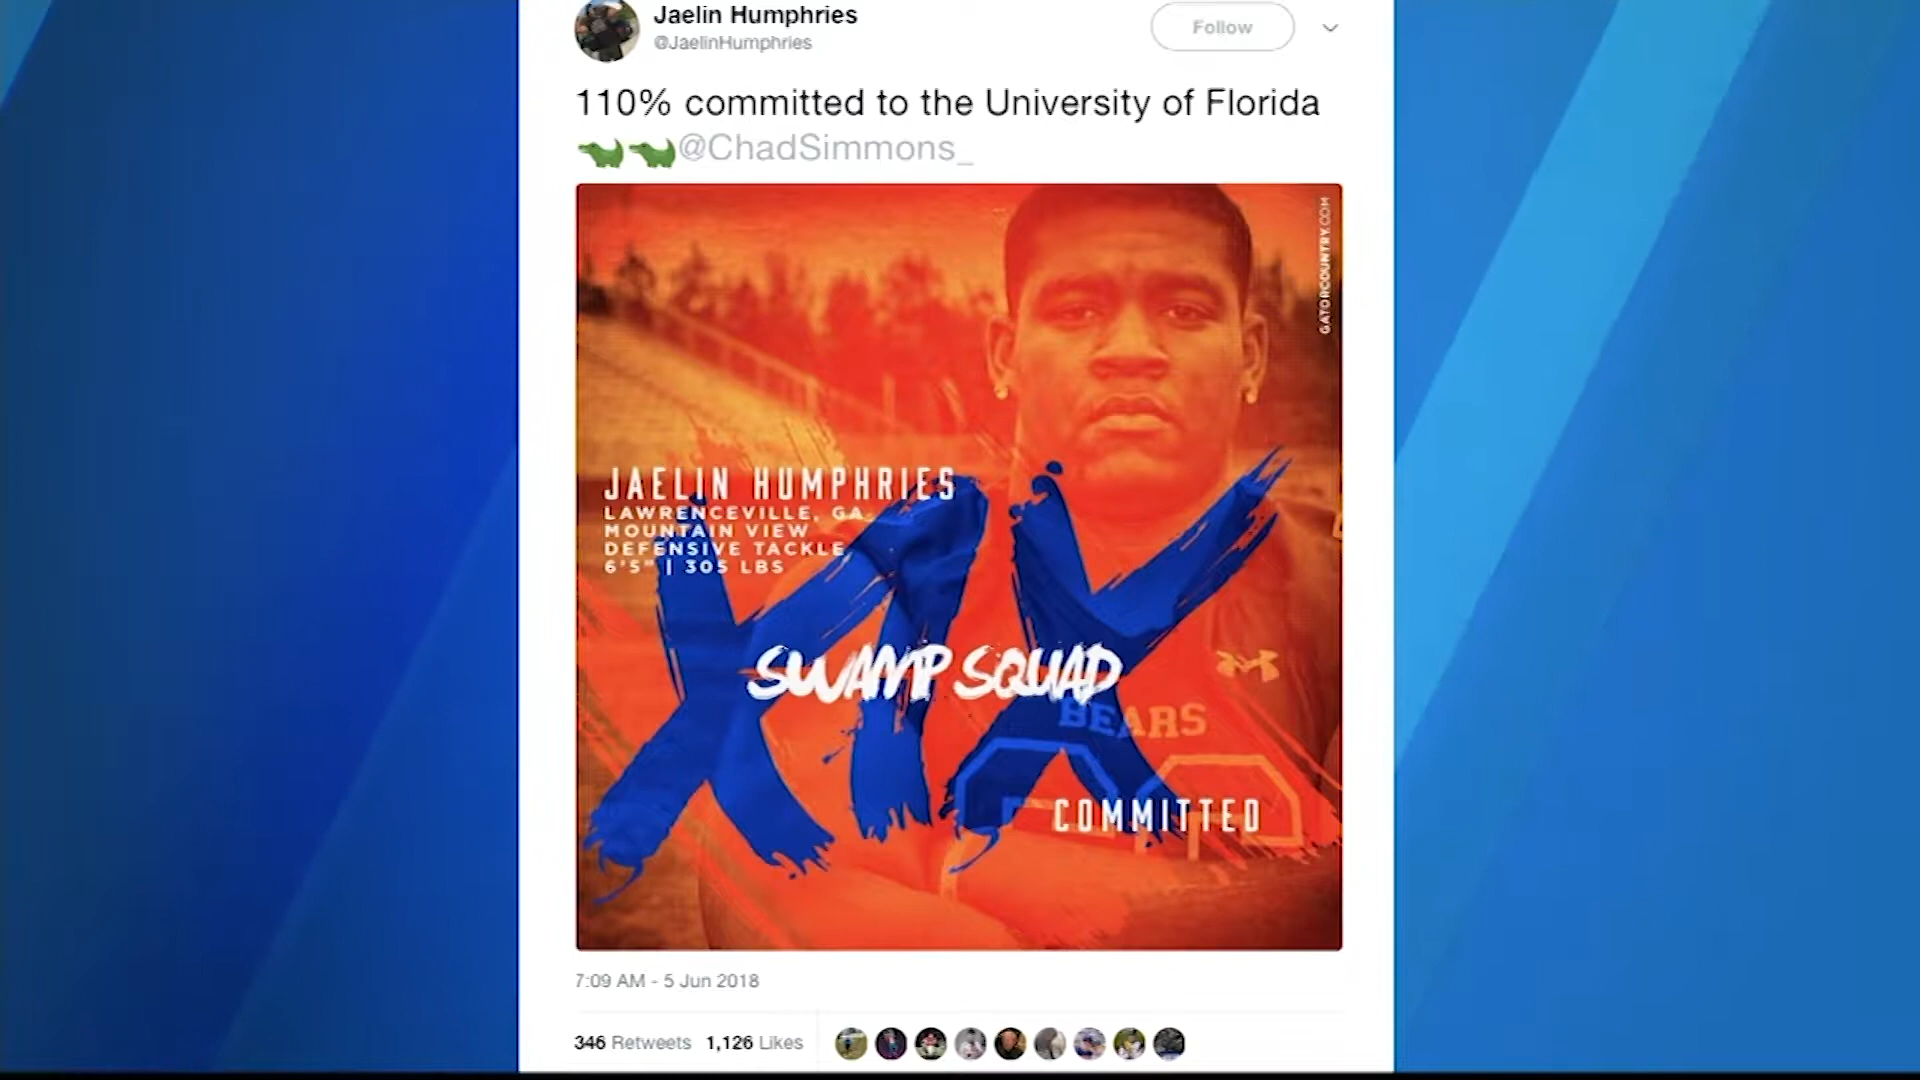 Jaelin Humphries
@JaelinHumphries
Follow
110% committed to the University of Florida
🐊🐊@ChadSimmons_
GATORCOUNTRY.COM
JAELIN HUMPHRIES
LAWRENCEVILLE, GA
MOUNTAIN VIEW
DEFENSIVE TACKLE
6'5" | 305 LBS
XIX
SWAMP SQUAD
BEARS
COMMITTED
7:09 AM - 5 Jun 2018
346 Retweets 1,126 Likes